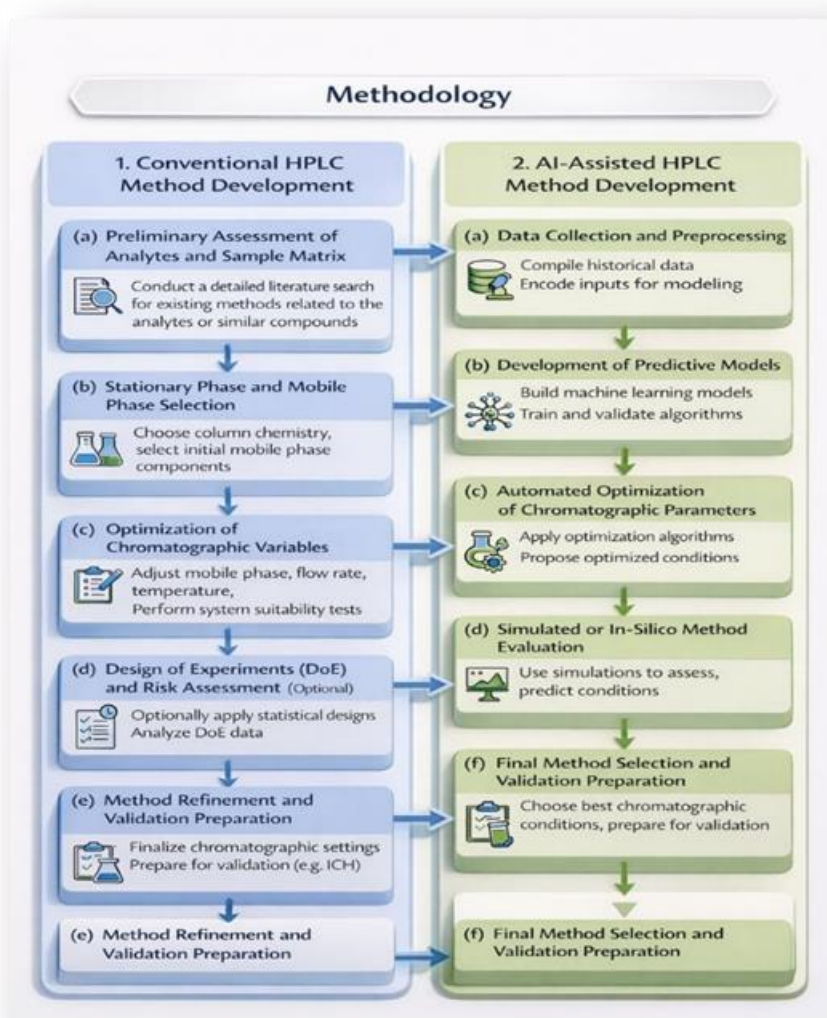 Methodology
1. Conventional HPLC
Method Development
(a) Preliminary Assessment of
Analytes and Sample Matrix
Conduct a detailed literature search
for existing methods related to the
analytes or similar compounds
(b) Stationary Phase and Mobile
Phase Selection
Choose column chemistry,
select initial mobile phase
components
(c) Optimization of
Chromatographic Variables
Adjust mobile phase, flow rate,
temperature,
Perform system suitability tests
(d) Design of Experiments (DoE)
and Risk Assessment (Optional)
Optionally apply statistical designs
Analyze DoE data
(e) Method Refinement and
Validation Preparation
Finalize chromatographic settings
Prepare for validation (e.g. ICH)
(e) Method Refinement and
Validation Preparation
2. AI-Assisted HPLC
Method Development
(a) Data Collection and Preprocessing
Compile historical data
Encode inputs for modeling
(b) Development of Predictive Models
Build machine learning models
Train and validate algorithms
(c) Automated Optimization
of Chromatographic Parameters
Apply optimization algorithms
Propose optimized conditions
(d) Simulated or In-Silico Method
Evaluation
Use simulations to assess,
predict conditions
(f) Final Method Selection and
Validation Preparation
Choose best chromatographic
conditions, prepare for validation
(f) Final Method Selection and
Validation Preparation